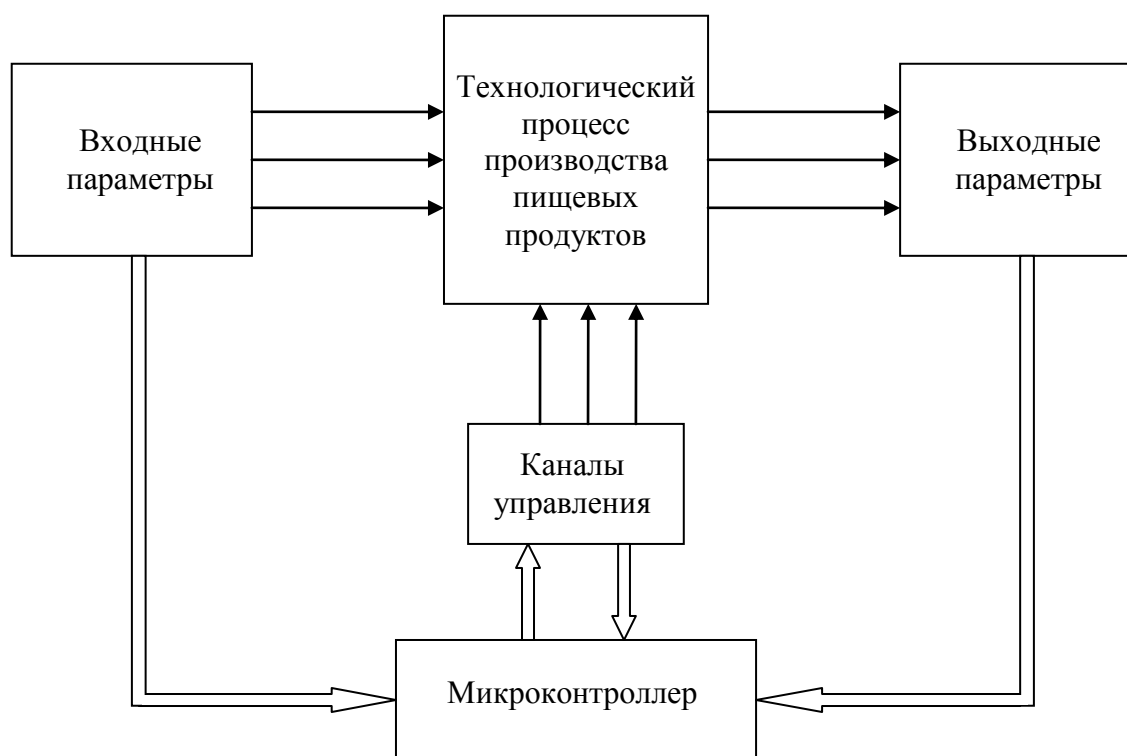 Входные
параметры
Технологический
процесс
производства
пищевых
продуктов
Выходные
параметры
Каналы
управления
Микроконтроллер